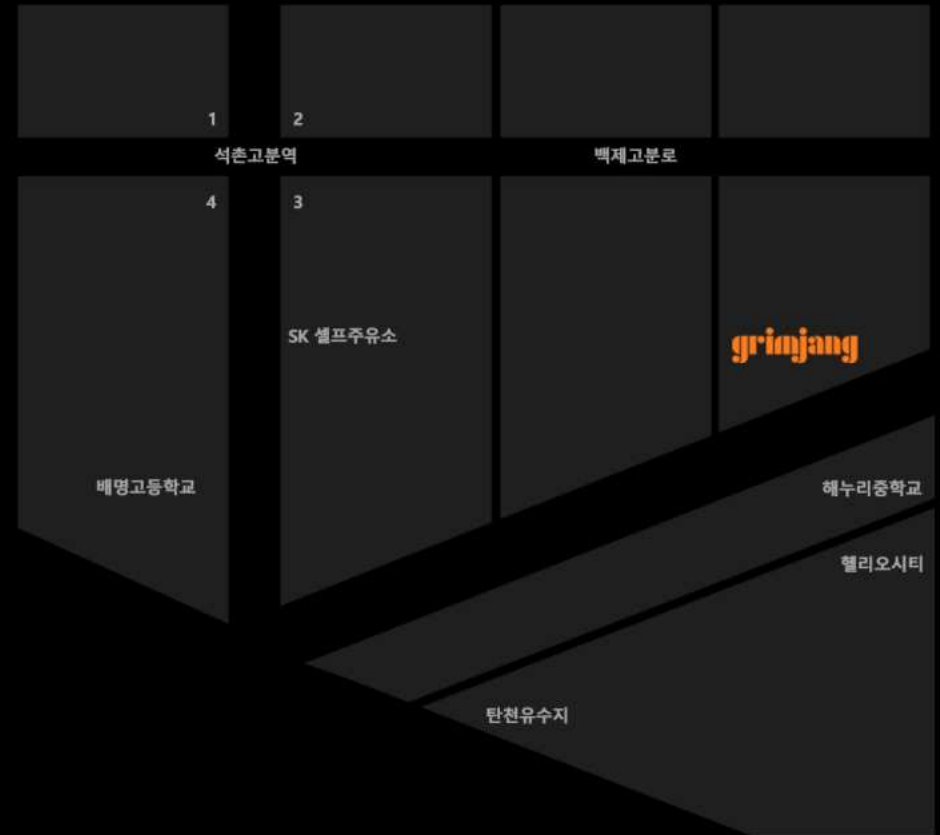 1
2
석촌고분역
백제고분로
4
3
SK 셀프주유소
grimjang
배명고등학교
해누리중학교
헬리오시티
탄천유수지